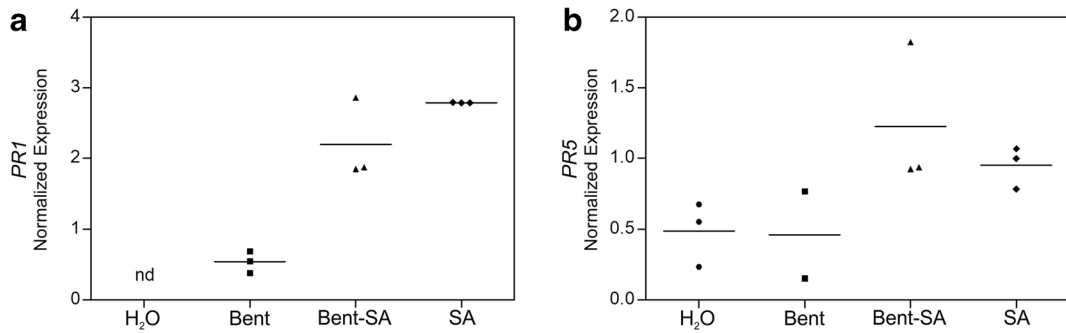 a
PR1
Normalized Expression
4
3
2
1
0
nd
H₂O Bent Bent-SA SA
b
PR5
Normalized Expression
2.0
1.5
1.0
0.5
0.0
H₂O Bent Bent-SA SA